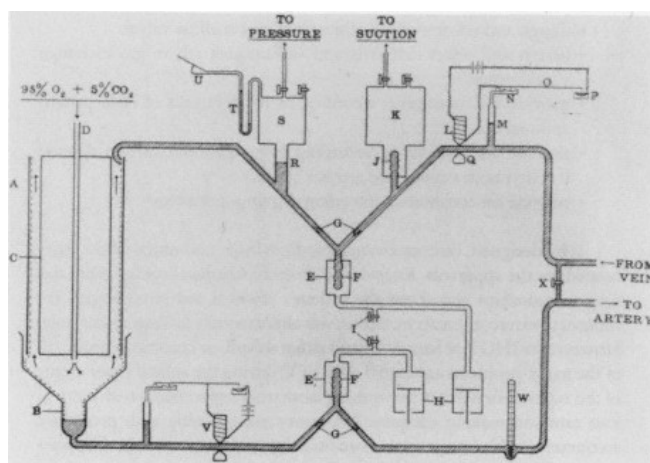 TO
PRESSURE
TO
SUCTION
95% O₂ + 5% CO₂
U
D
T
S
K
L
N
O
P
M
R
J
Q
A
G
C
E
F
FROM
VEIN
X
TO
ARTERY
I
E
F
H
W
B
V
G